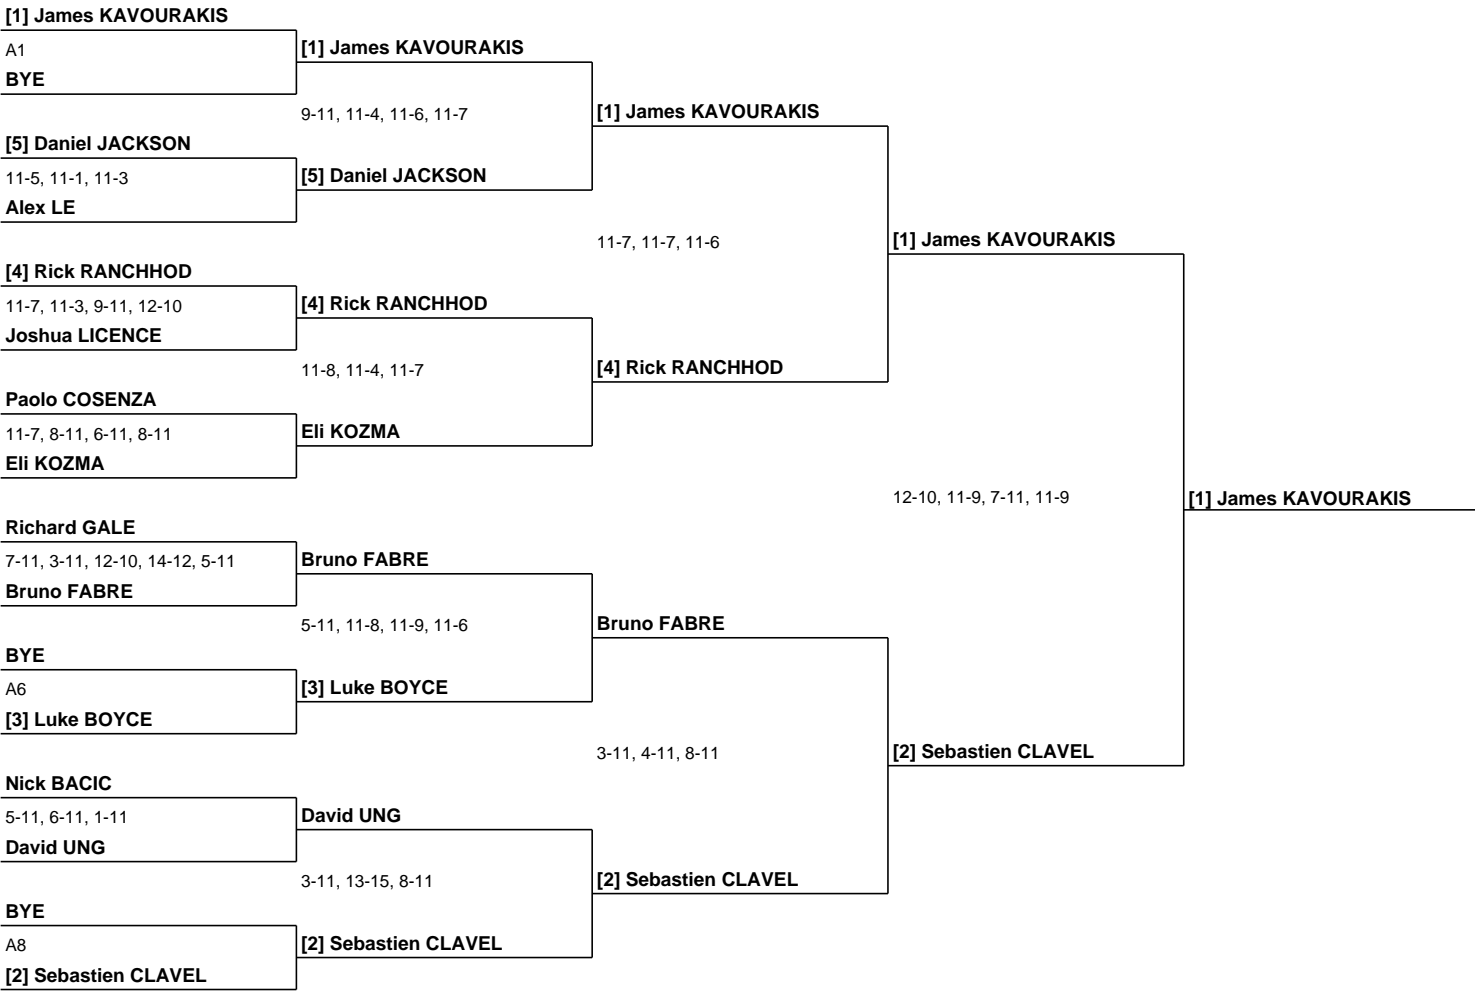 [1] James KAVOURAKIS
A1
BYE
[5] Daniel JACKSON
11-5, 11-1, 11-3
Alex LE
[4] Rick RANCHHOD
11-7, 11-3, 9-11, 12-10
Joshua LICENCE
Paolo COSENZA
11-7, 8-11, 6-11, 8-11
Eli KOZMA
Richard GALE
7-11, 3-11, 12-10, 14-12, 5-11
Bruno FABRE
BYE
A6
[3] Luke BOYCE
Nick BACIC
5-11, 6-11, 1-11
David UNG
BYE
A8
[2] Sebastien CLAVEL
[1] James KAVOURAKIS
9-11, 11-4, 11-6, 11-7
[5] Daniel JACKSON
[4] Rick RANCHHOD
11-8, 11-4, 11-7
Eli KOZMA
Bruno FABRE
5-11, 11-8, 11-9, 11-6
[3] Luke BOYCE
David UNG
3-11, 13-15, 8-11
[2] Sebastien CLAVEL
[1] James KAVOURAKIS
11-7, 11-7, 11-6
[4] Rick RANCHHOD
Bruno FABRE
3-11, 4-11, 8-11
[2] Sebastien CLAVEL
[1] James KAVOURAKIS
12-10, 11-9, 7-11, 11-9
[2] Sebastien CLAVEL
[1] James KAVOURAKIS